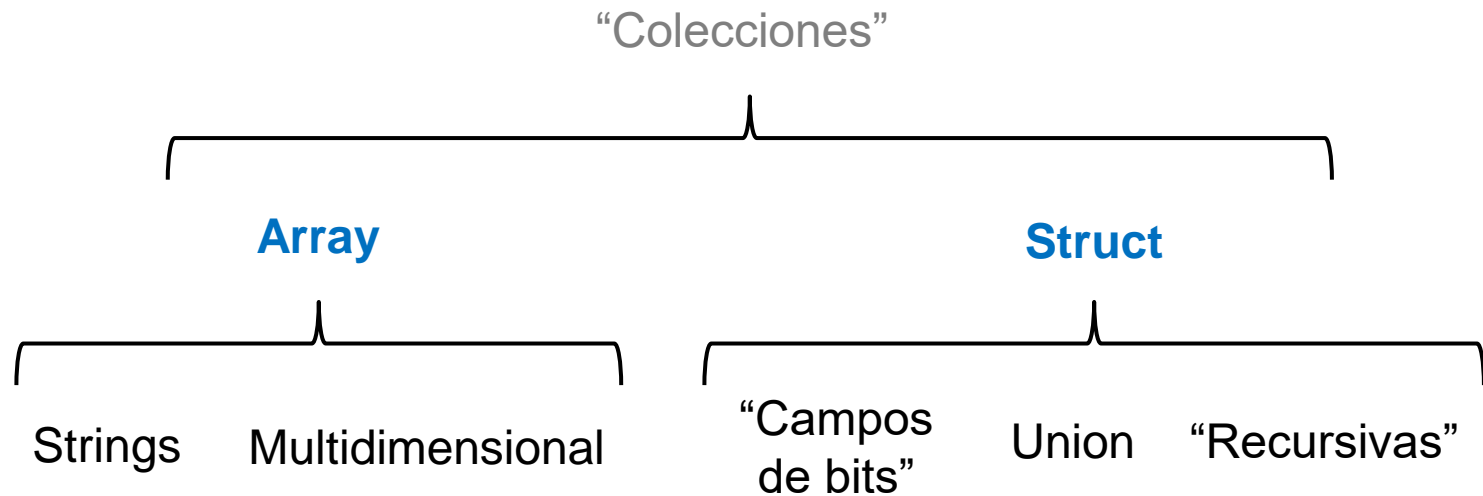 “Colecciones”
Array
Struct
Strings
Multidimensional
“Campos
de bits”
Union
“Recursivas”